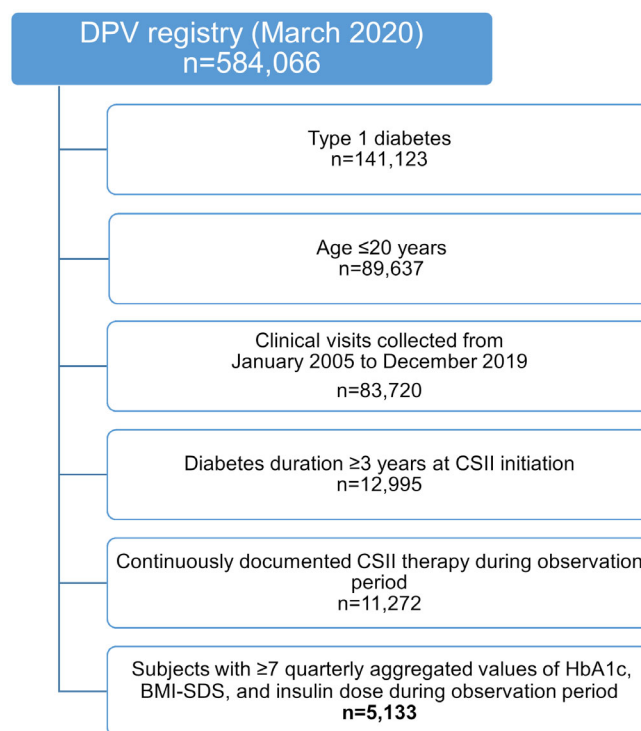 DPV registry (March 2020)
n=584,066
Type 1 diabetes
n=141,123
Age ≤20 years
n=89,637
Clinical visits collected from
January 2005 to December 2019
n=83,720
Diabetes duration ≥3 years at CSII initiation
n=12,995
Continuously documented CSII therapy during observation
period
n=11,272
Subjects with ≥7 quarterly aggregated values of HbA1c,
BMI-SDS, and insulin dose during observation period
n=5,133